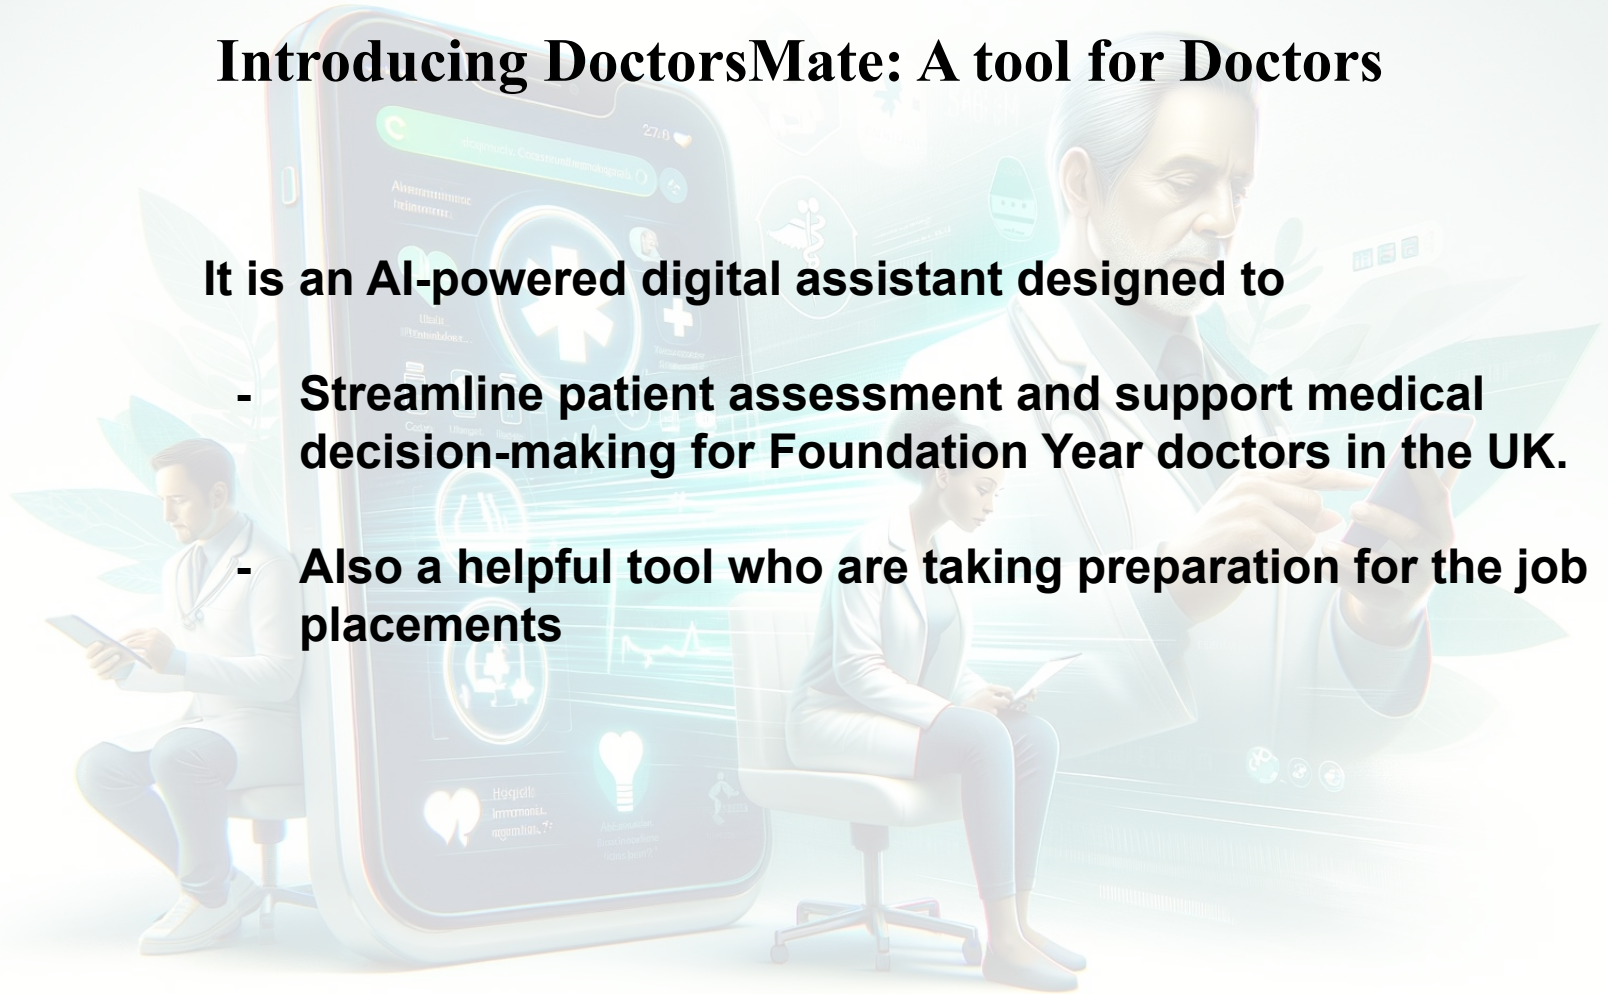 Introducing DoctorsMate: A tool for Doctors
It is an AI-powered digital assistant designed to
- Streamline patient assessment and support medical
decision-making for Foundation Year doctors in the UK.
- Also a helpful tool who are taking preparation for the job
placements